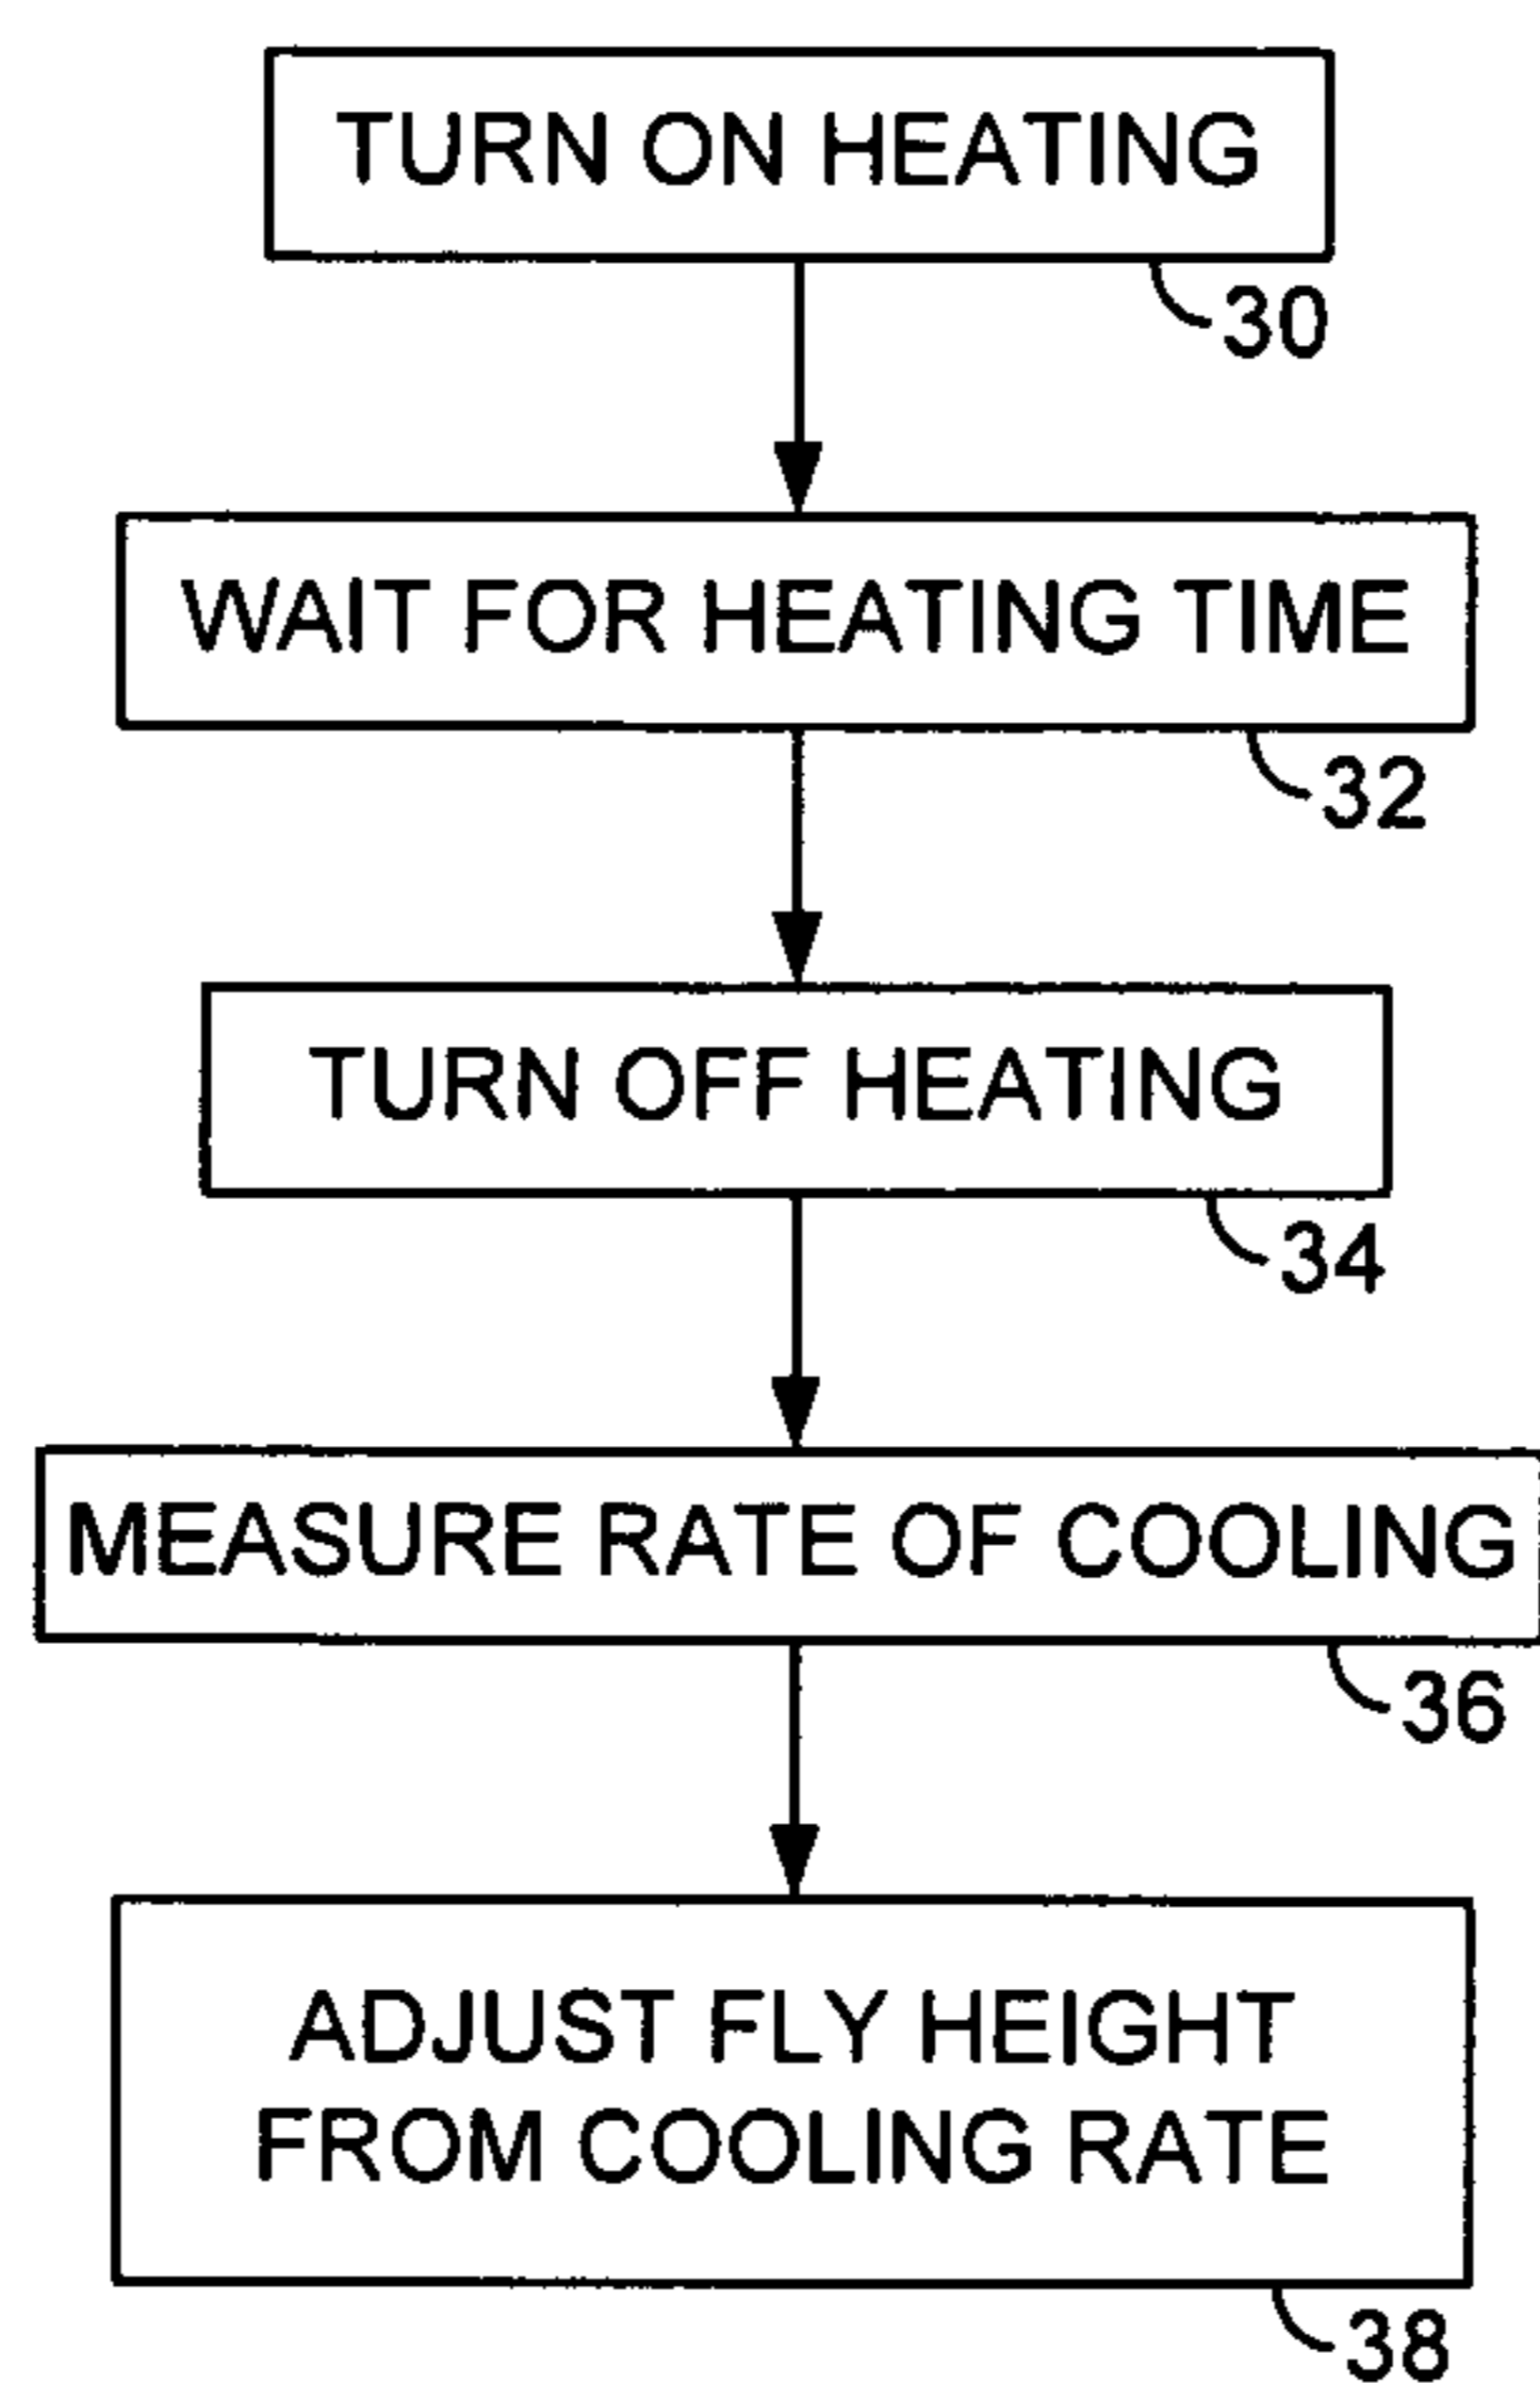 TURN ON HEATING
30
WAIT FOR HEATING TIME
32
TURN OFF HEATING
34
MEASURE RATE OF COOLING
36
ADJUST FLY HEIGHT
FROM COOLING RATE
38